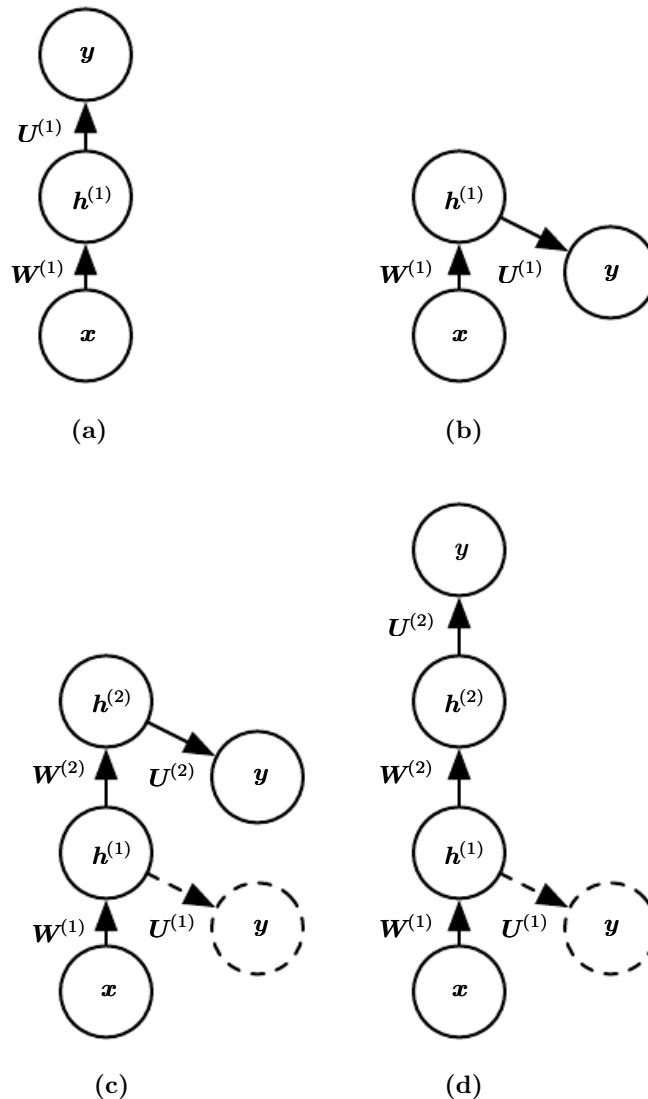 y
U^(1)
h^(1)
h^(1)
W^(1)
W^(1)
U^(1)
y
x
x
(a)
(b)
y
U^(2)
h^(2)
h^(2)
W^(2)
U^(2)
y
W^(2)
h^(1)
h^(1)
W^(1)
U^(1)
y
W^(1)
U^(1)
y
x
x
(c)
(d)